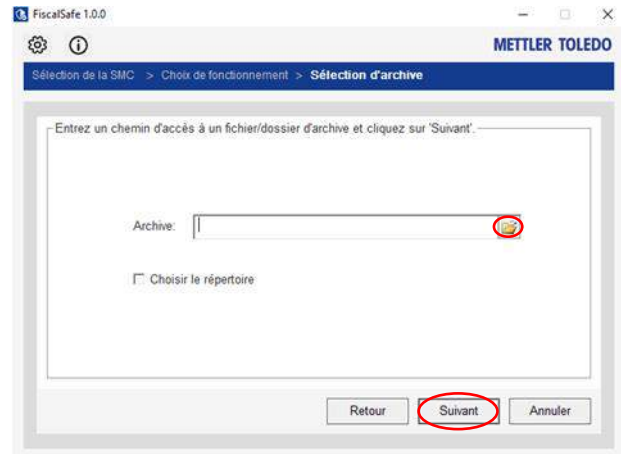 FiscalSafe 1.0.0
METTLER TOLEDO
Sélection de la SMC > Choix de fonctionnement > Sélection d'archive
Entrez un chemin d'accès à un fichier/dossier d'archive et cliquez sur 'Suivant'.
Archive:
Choisir le répertoire
Retour Suivant Annuler